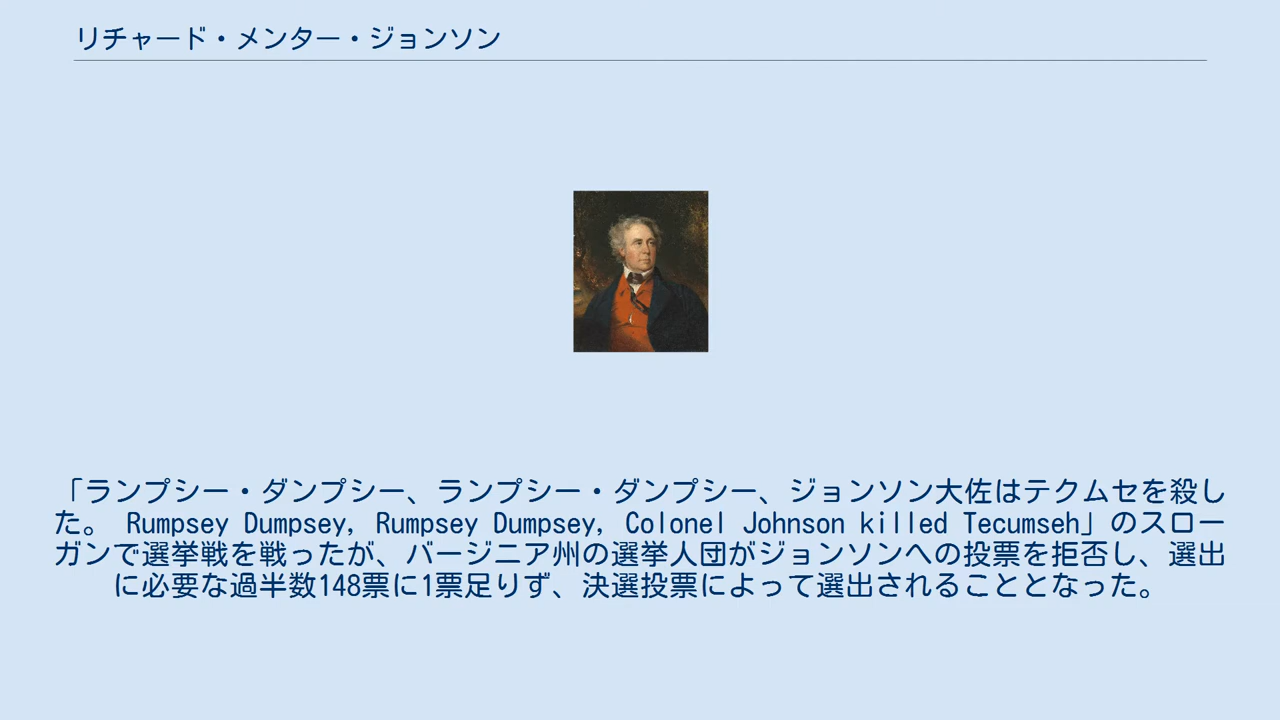 リチャード・メンター・ジョンソン
「ランプシー・ダンプシー、ランプシー・ダンプシー、ジョンソン大佐はテクムセを殺し
た。 Rumpsey Dumpsey, Rumpsey Dumpsey, Colonel Johnson killed Tecumseh」のスロー
ガンで選挙戦を戦ったが、バージニア州の選挙人団がジョンソンへの投票を拒否し、選出
に必要な過半数148票に1票足りず、決選投票によって選出されることとなった。